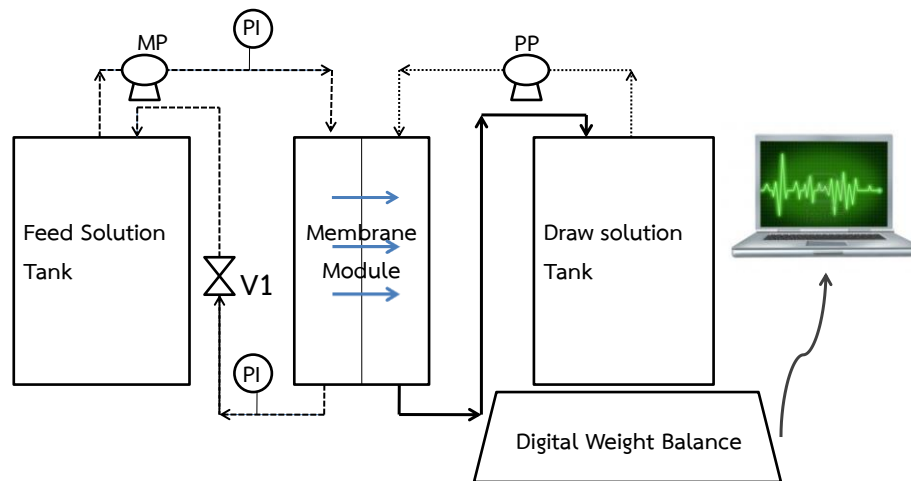 MP
PI
PP
Feed Solution
Tank
V1
Membrane
Module
Draw solution
Tank
PI
Digital Weight Balance